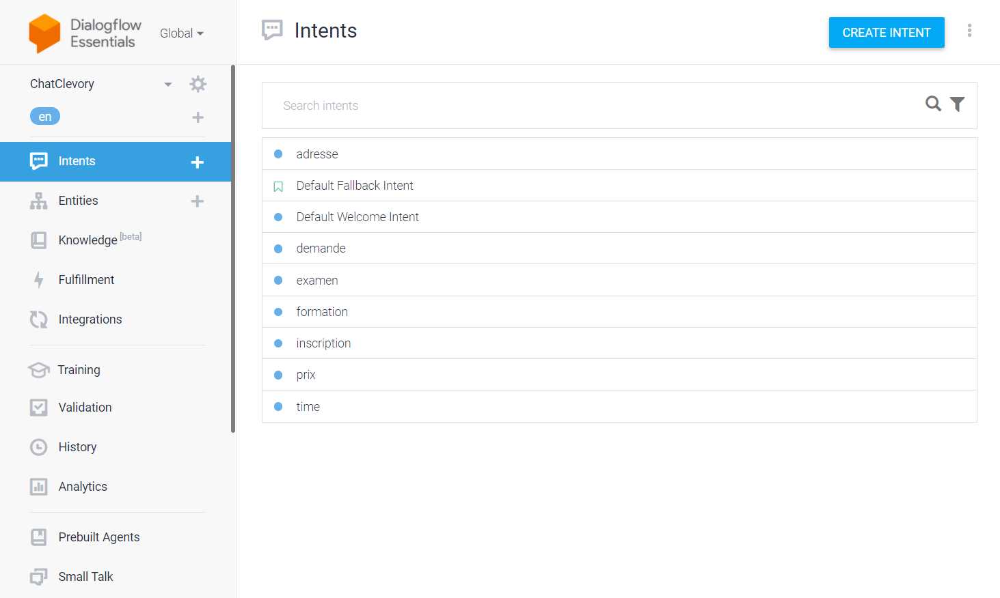 Dialogflow
Essentials
Global
ChatClevory
en
Intents
Entities
Knowledge [beta]
Fulfillment
Integrations
Training
Validation
History
Analytics
Prebuilt Agents
Small Talk
Intents
CREATE INTENT
Search intents
adresse
Default Fallback Intent
Default Welcome Intent
demande
examen
formation
inscription
prix
time